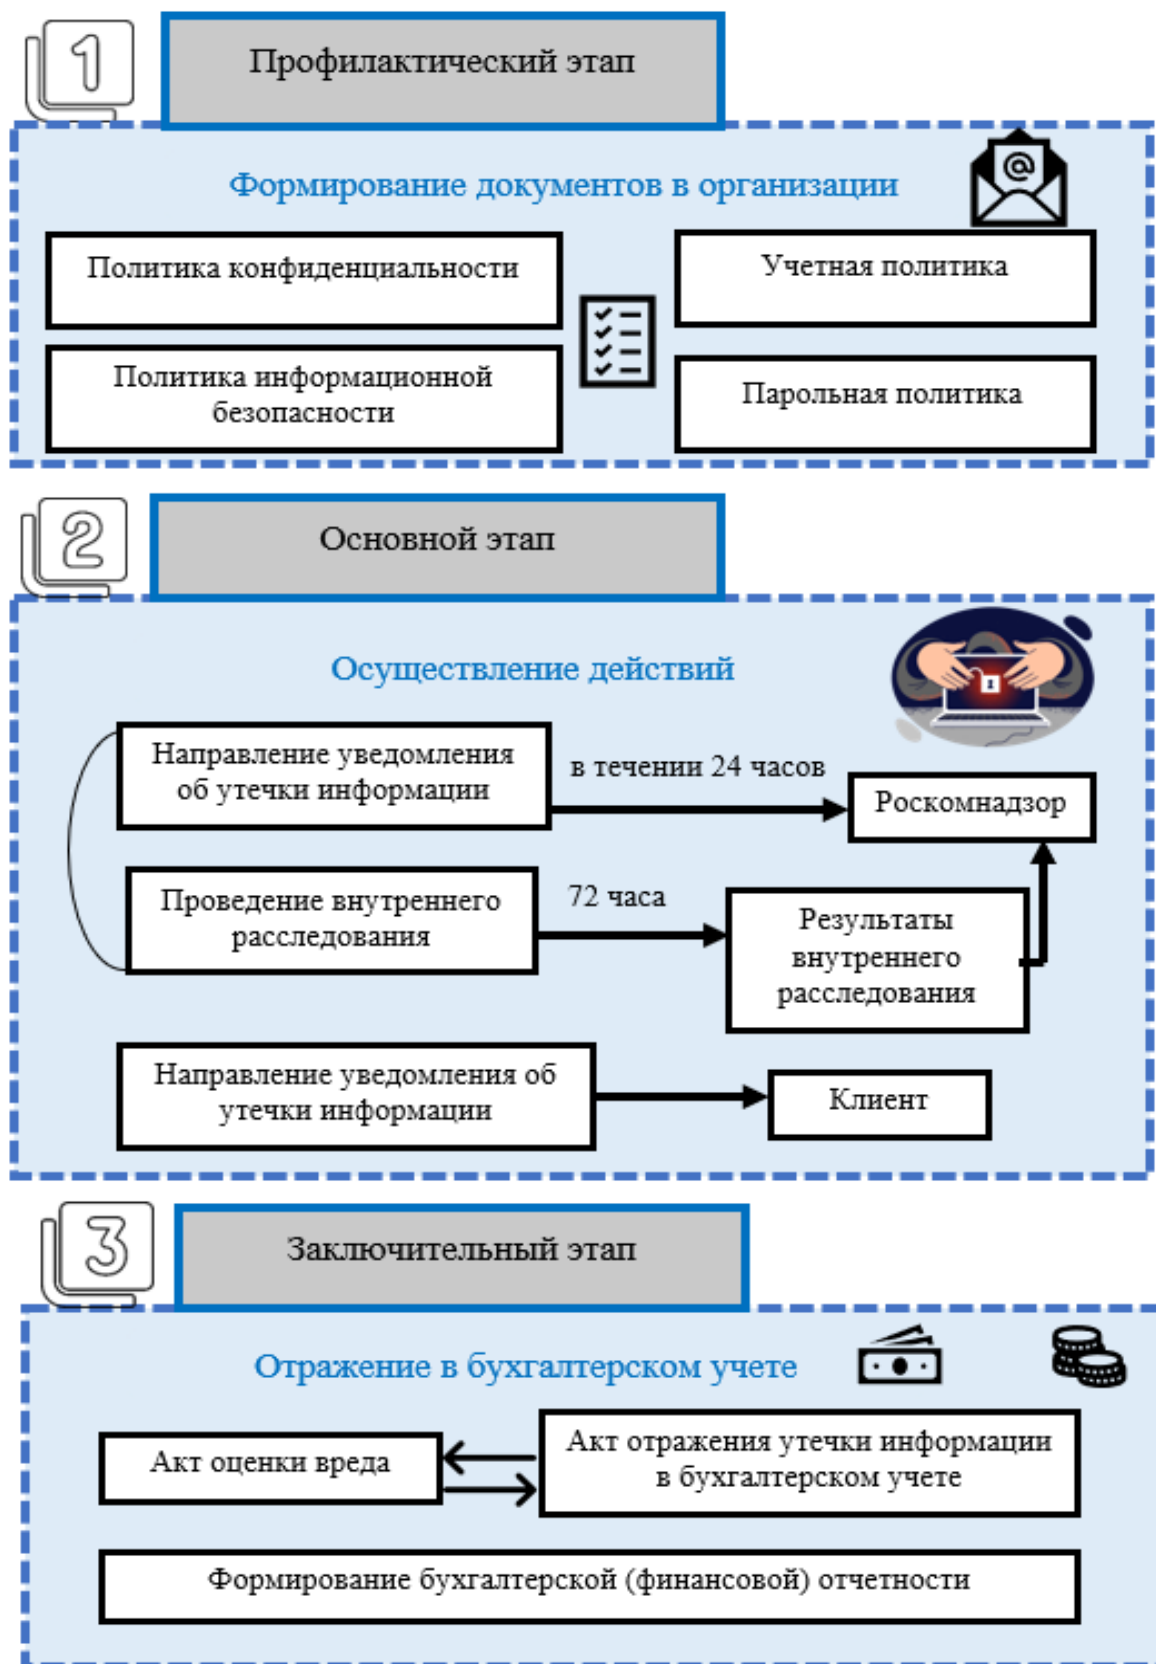 1
Профилактический этап
Формирование документов в организации
@
Политика конфиденциальности
Учетная политика
Политика информационной
безопасности
Парольная политика
2
Основной этап
Осуществление действий
Направление уведомления
об утечки информации
в течении 24 часов
Роскомнадзор
Проведение внутреннего
расследования
72 часа
Результаты
внутреннего
расследования
Направление уведомления об
утечки информации
Клиент
3
Заключительный этап
Отражение в бухгалтерском учете
Акт оценки вреда
Акт отражения утечки информации
в бухгалтерском учете
Формирование бухгалтерской (финансовой) отчетности